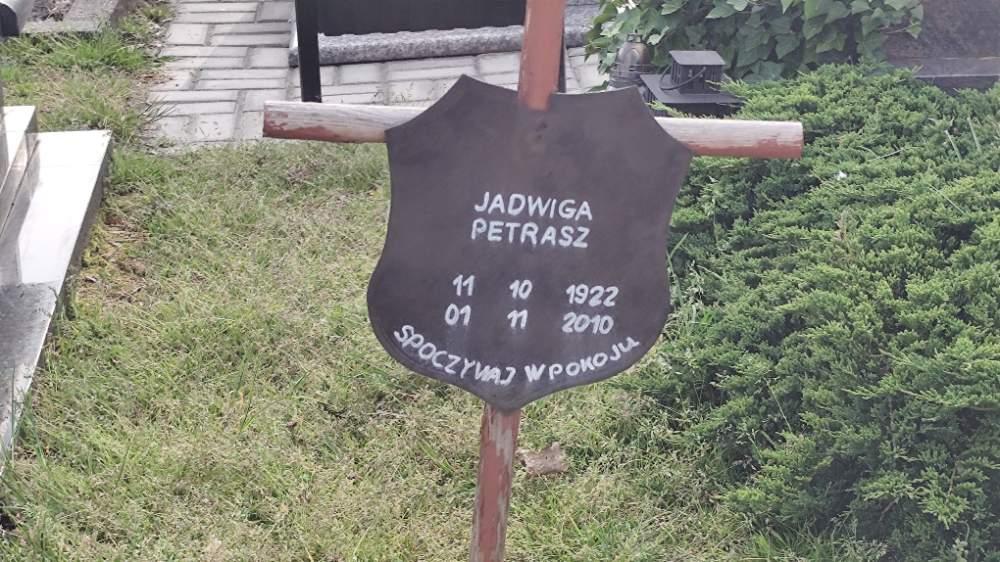 JADWIGA
PETRASZ
11 10 1922
01 11 2010
SPOCZYWAJ W POKOJU